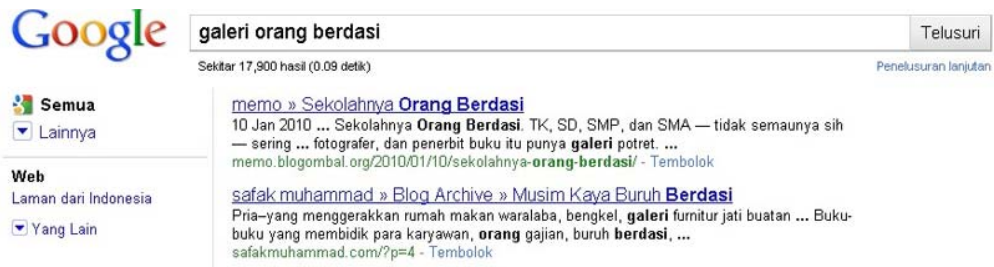 Google
galeri orang berdasi
Telusuri
Sekitar 17,900 hasil (0.09 detik)
Penelusuran lanjutan
Semua
Lainnya
Web
Laman dari Indonesia
Yang Lain
memo » Sekolahnya Orang Berdasi
10 Jan 2010 ... Sekolahnya Orang Berdasi. TK, SD, SMP, dan SMA — tidak semaunya sih
— sering ... fotografer, dan penerbit buku itu punya galeri potret. ...
memo.blogombal.org/2010/01/10/sekolahnya-orang-berdasi/ - Tembolok
safak muhammad » Blog Archive » Musim Kaya Buruh Berdasi
Pria–yang menggerakkan rumah makan waralaba, bengkel, galeri furnitur jati buatan ... Buku-
buku yang membidik para karyawan, orang gajian, buruh berdasi, ...
safakmuhammad.com/?p=4 - Tembolok